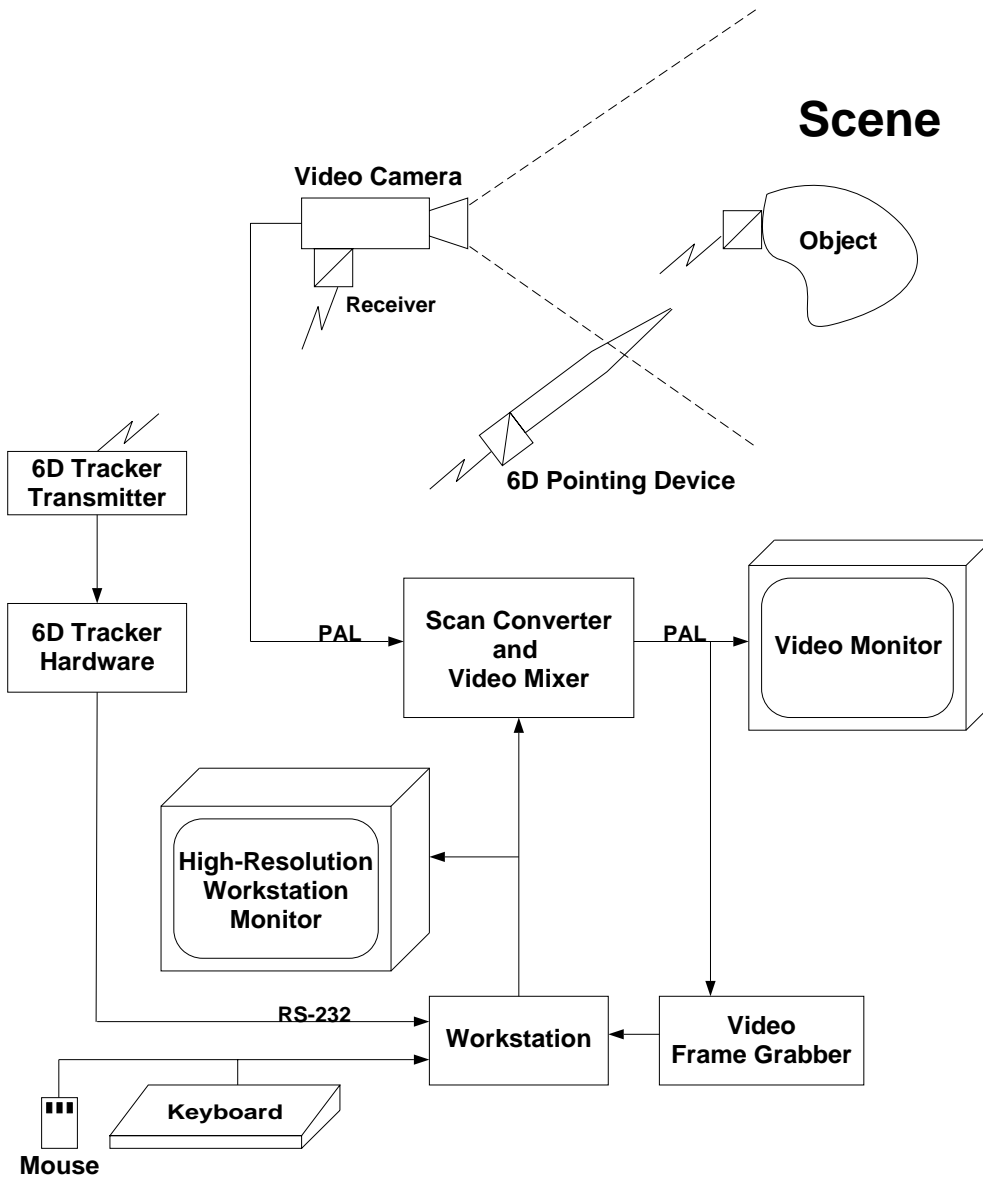 Scene
Video Camera
Object
Receiver
6D Tracker
Transmitter
6D Pointing Device
6D Tracker
Hardware
PAL
Scan Converter
and
Video Mixer
PAL
Video Monitor
High-Resolution
Workstation
Monitor
RS-232
Workstation
Video
Frame Grabber
Keyboard
Mouse